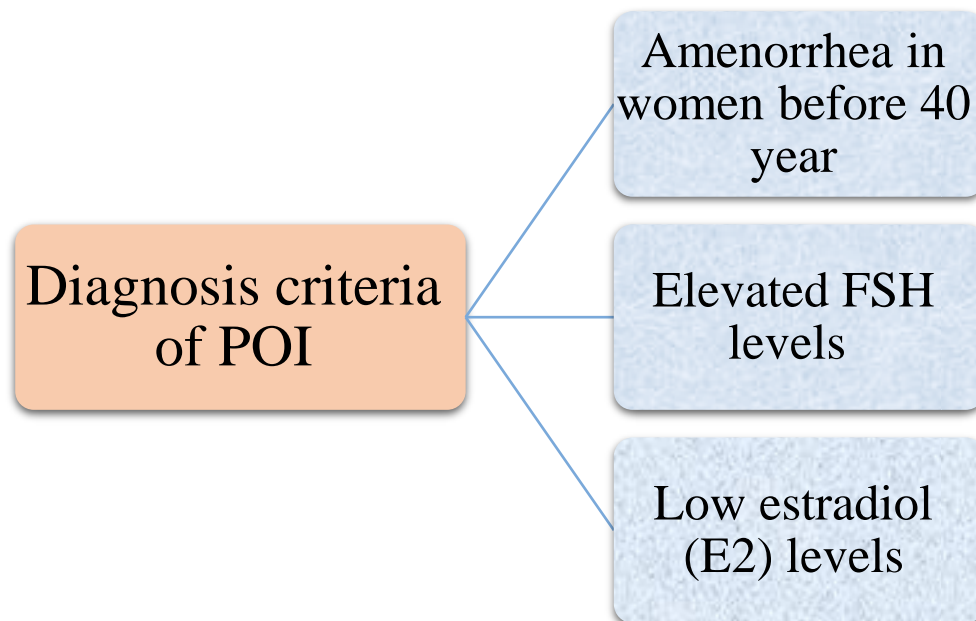 Diagnosis criteria
of POI
Amenorrhea in
women before 40
year
Elevated FSH
levels
Low estradiol
(E2) levels